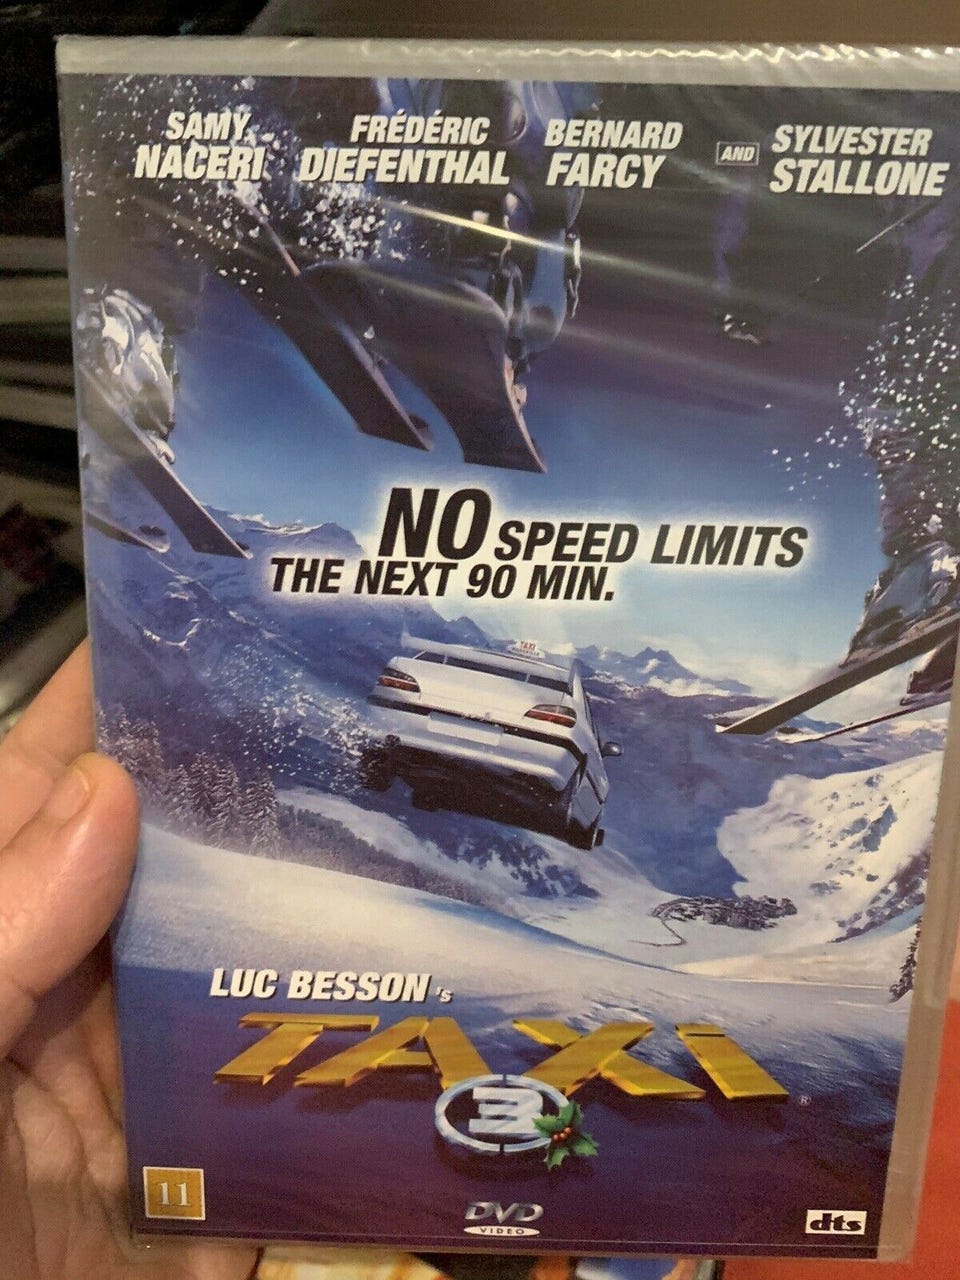 SAMY NACERI
FRÉDÉRIC DIEFENTHAL
BERNARD FARCY
AND
SYLVESTER STALLONE
NO SPEED LIMITS
THE NEXT 90 MIN.
TAXI
LUC BESSON's
TAXi
3
®
11
DVD
VIDEO
dts